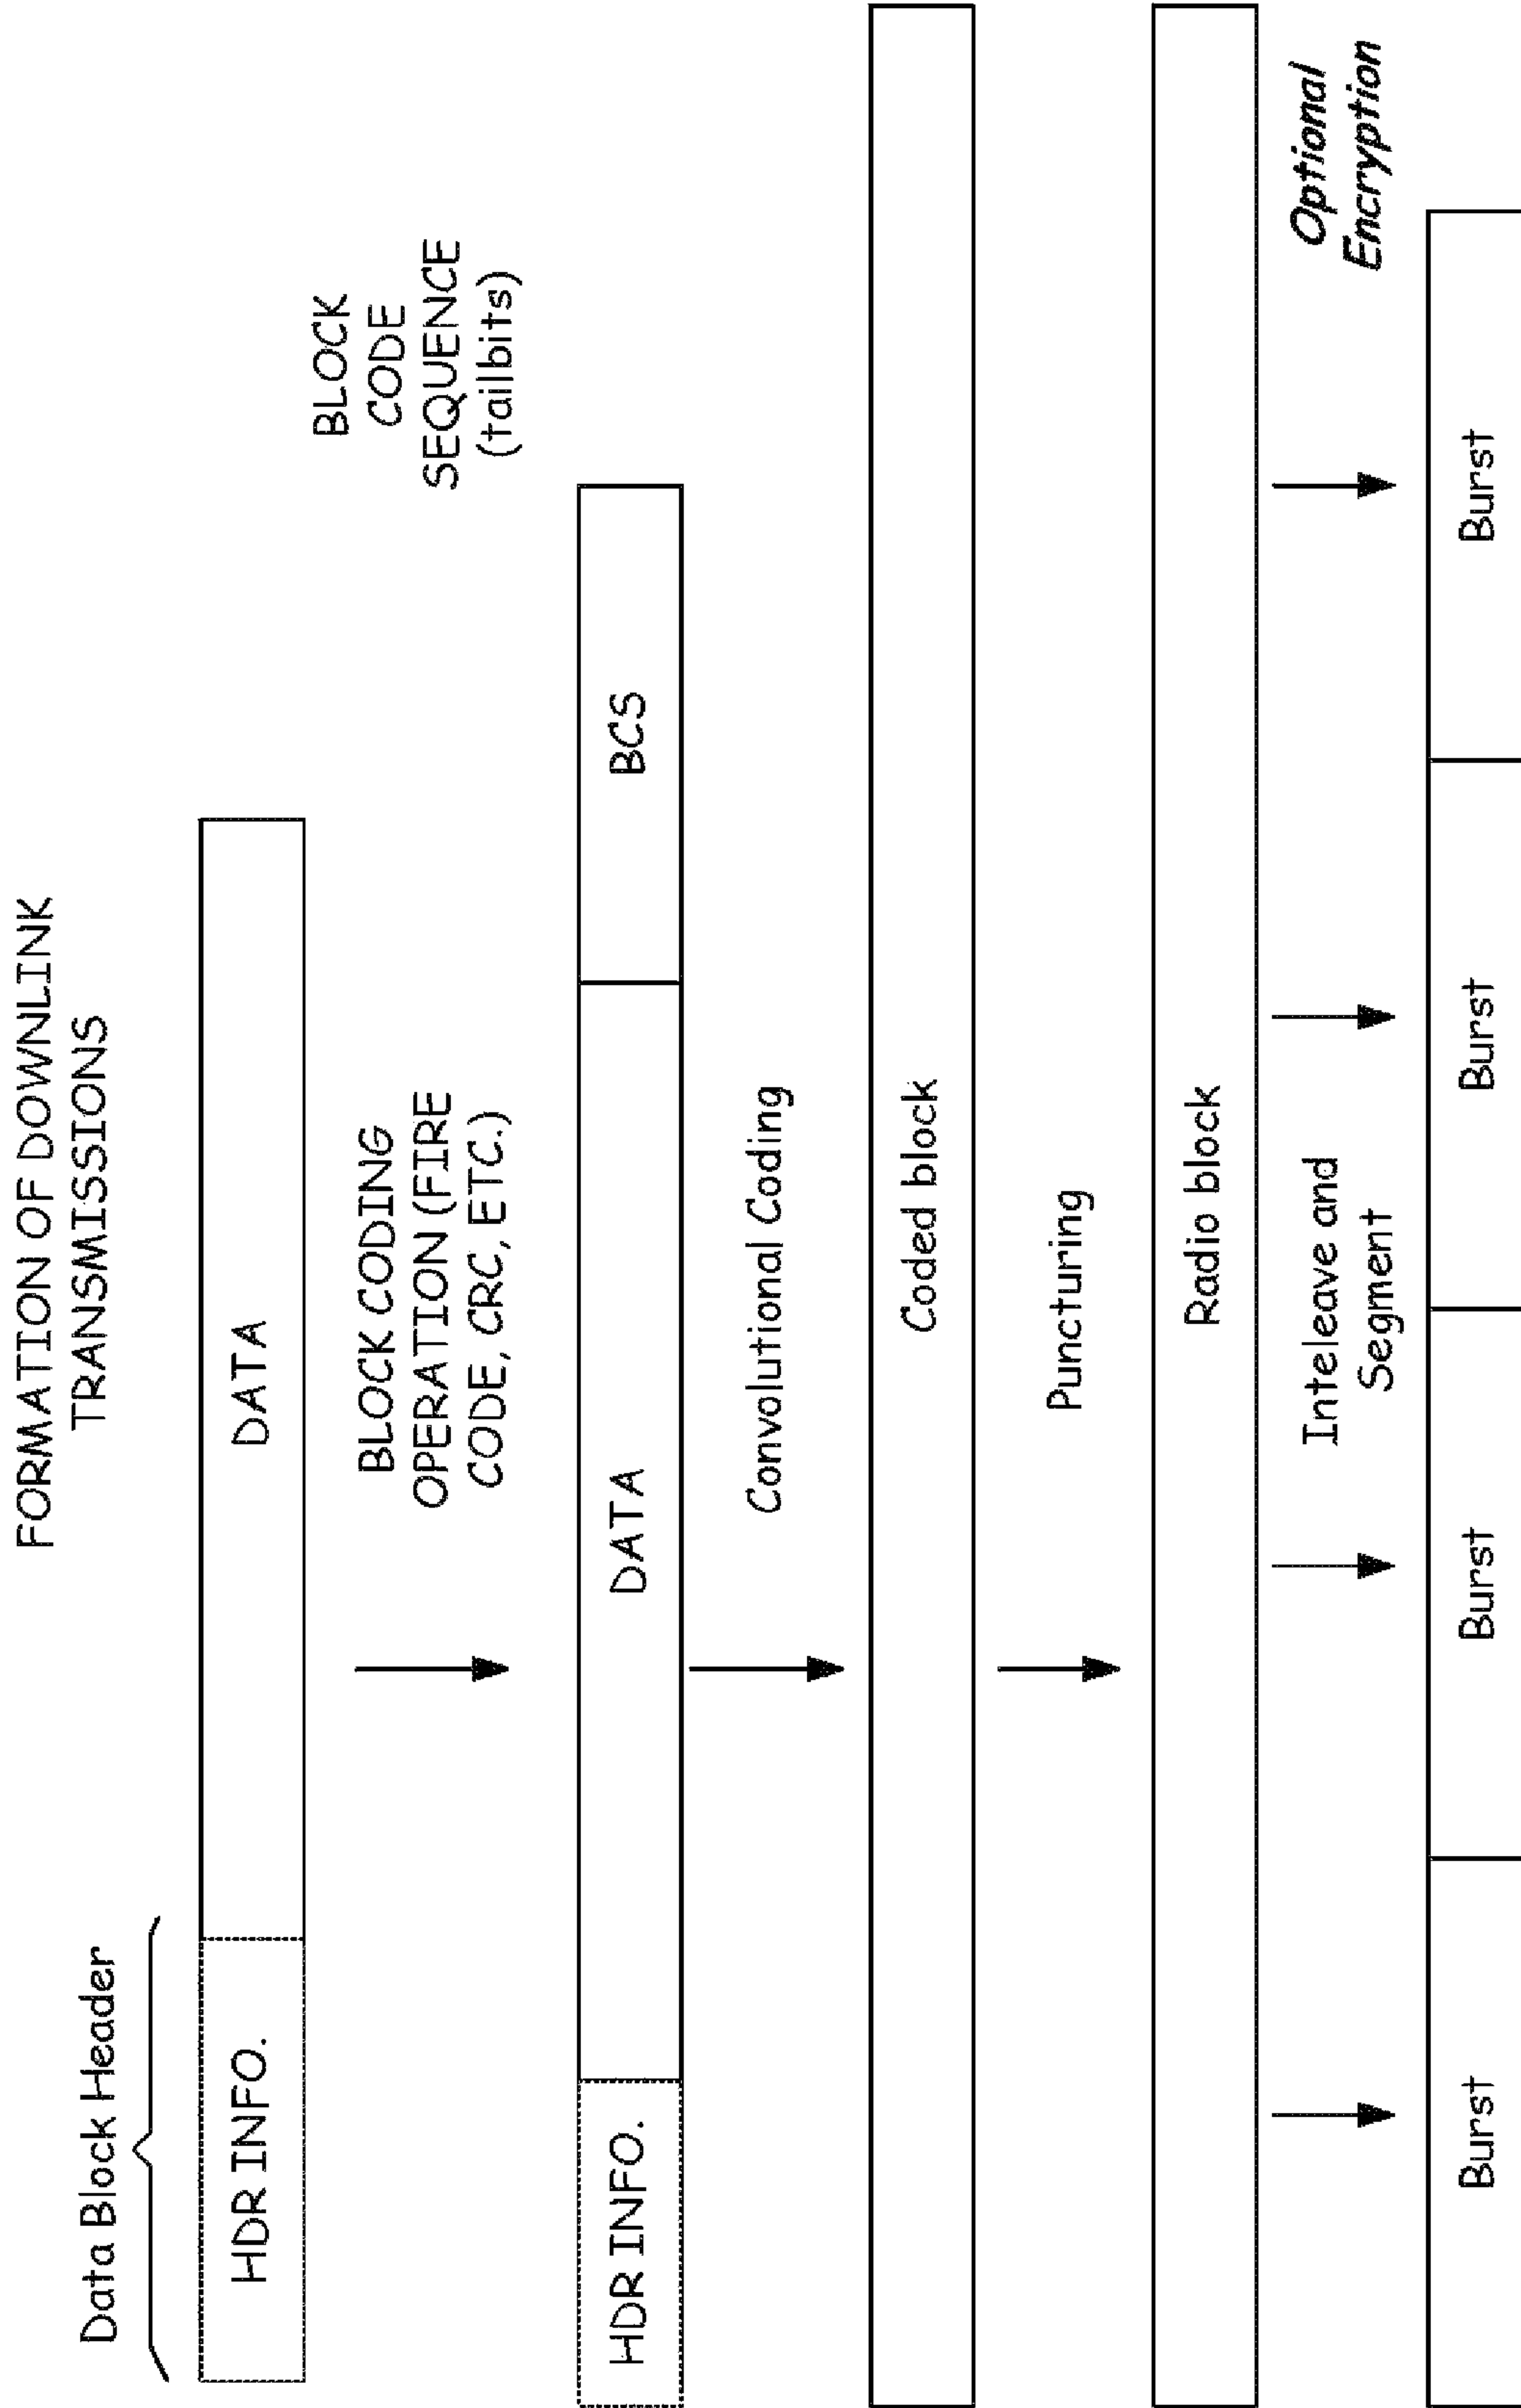 FORMATION OF DOWNLINK
TRANSMISSIONS
Data Block Header
HDR INFO.
DATA
BLOCK CODING
OPERATION (FIRE
CODE, CRC, ETC.)
BLOCK
CODE
SEQUENCE
(tailbits)
HDR INFO.
DATA
BCS
Convolutional Coding
Coded block
Puncturing
Radio block
Inteleave and
Segment
Optional
Encryption
Burst
Burst
Burst
Burst